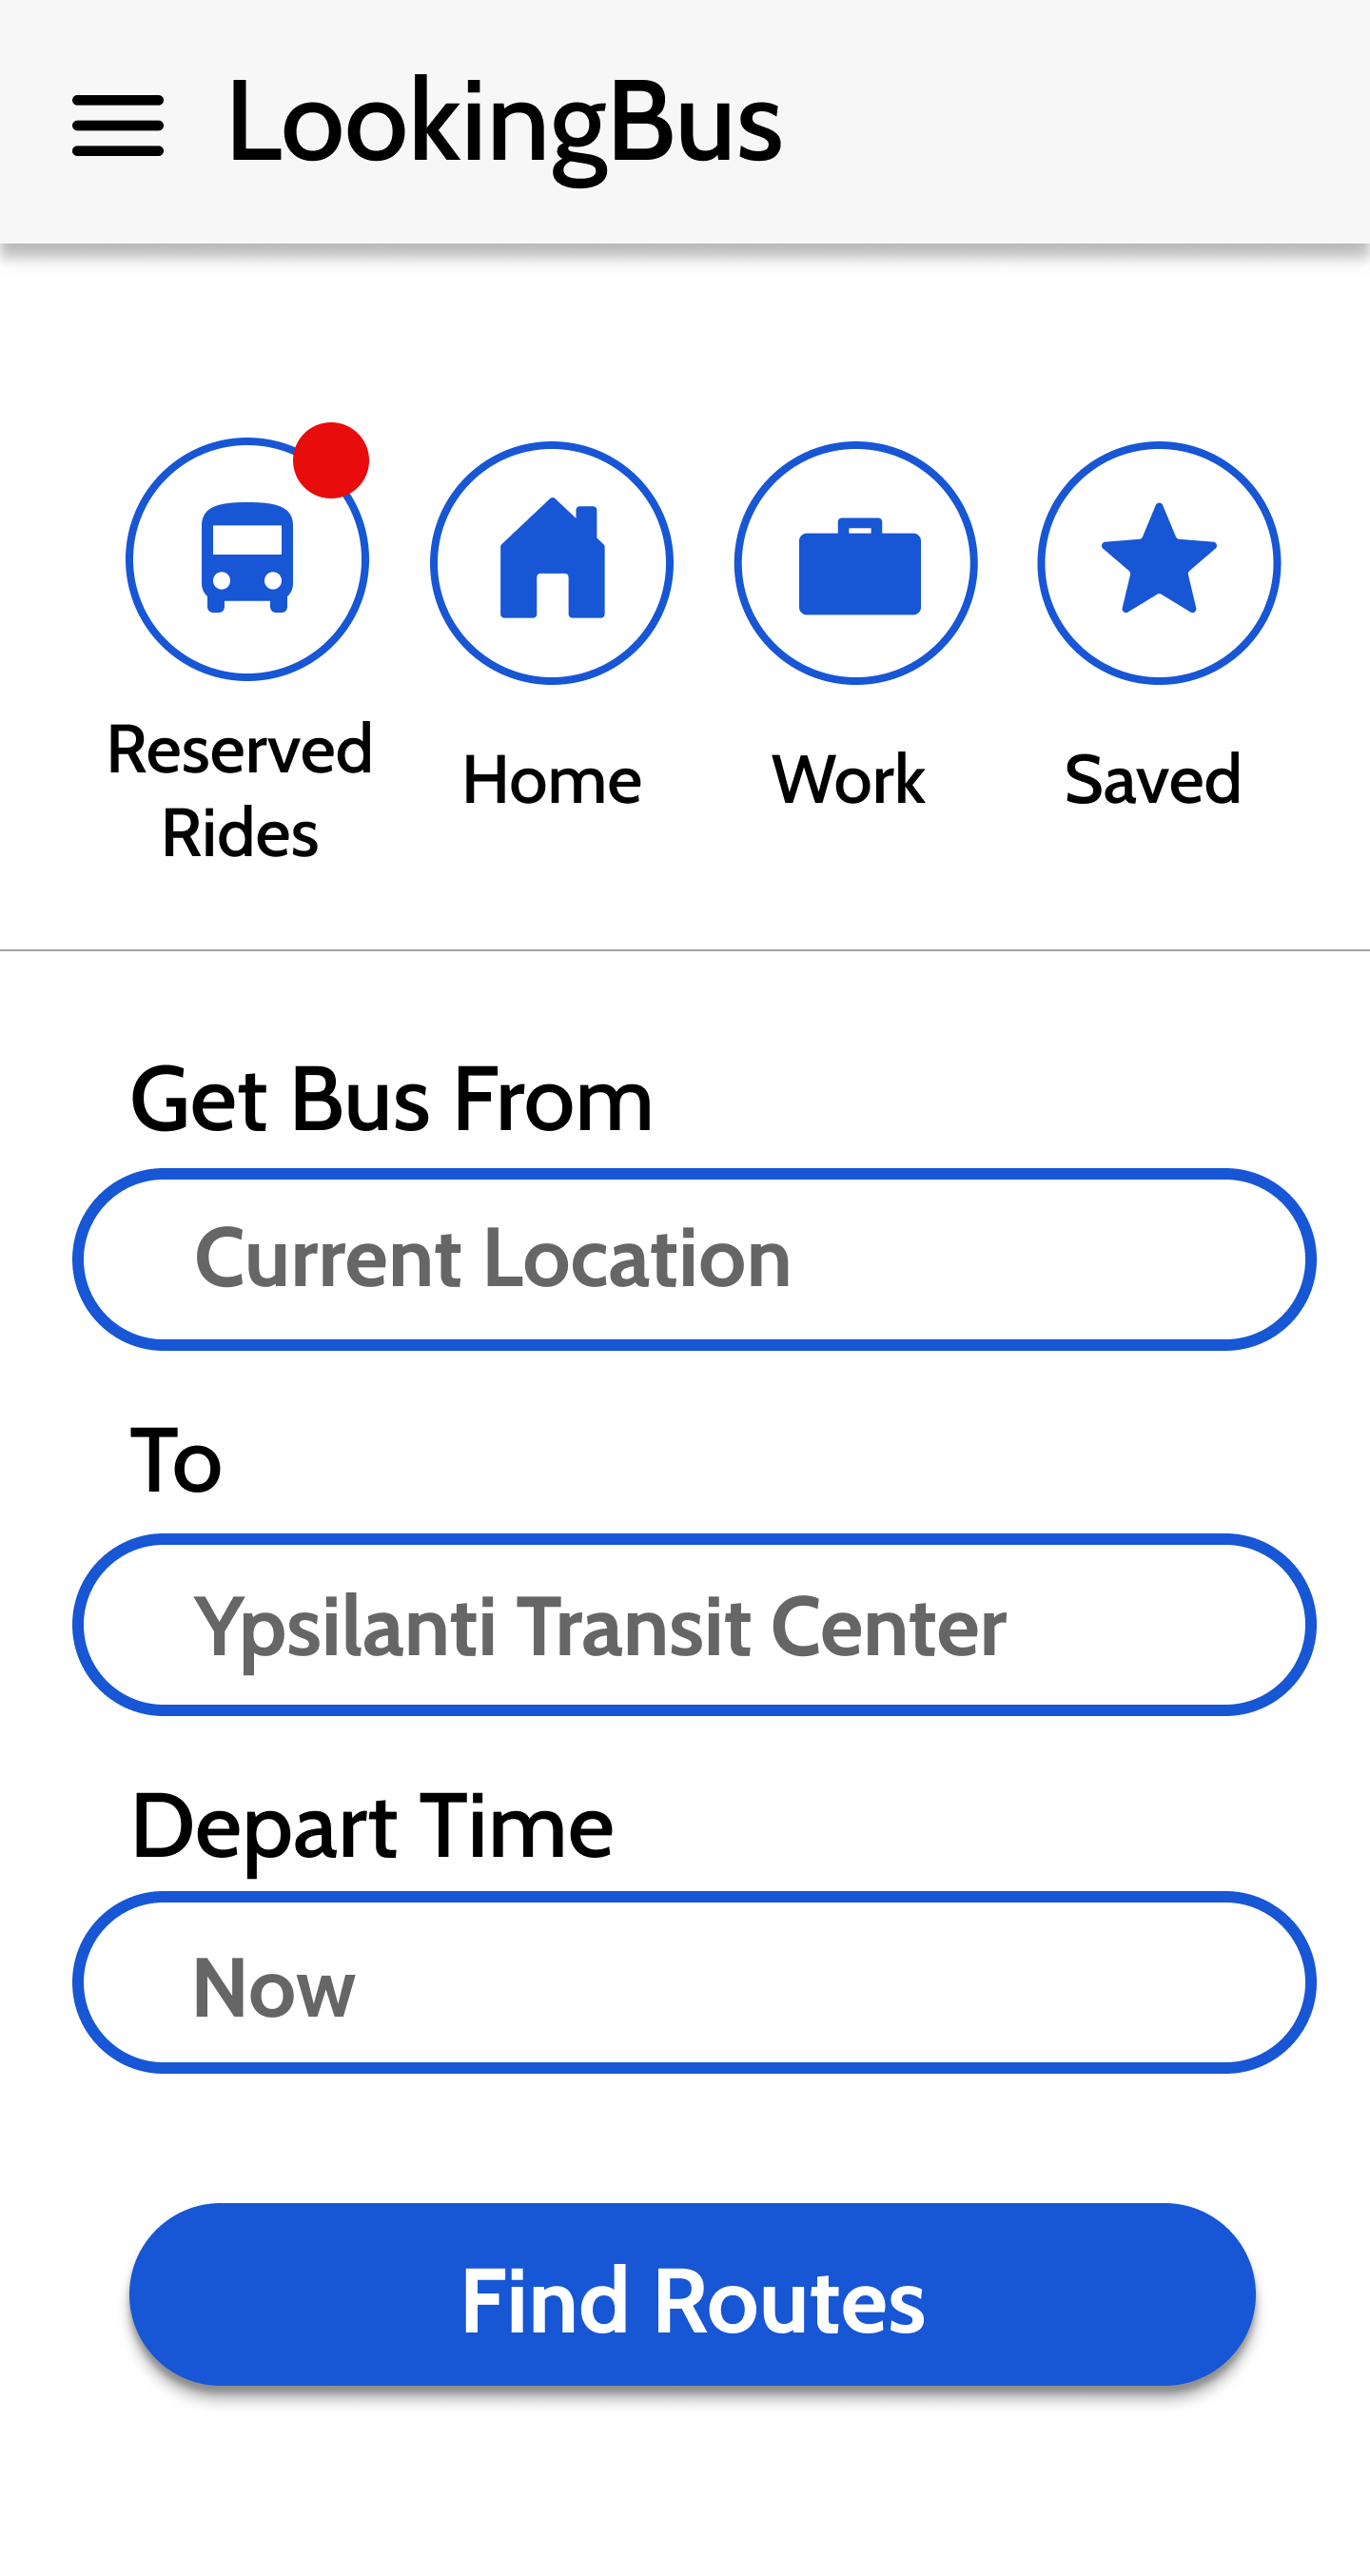 LookingBus
Reserved
Rides
Home
Work
Saved
Get Bus From
Current Location
To
Ypsilanti Transit Center
Depart Time
Now
Find Routes